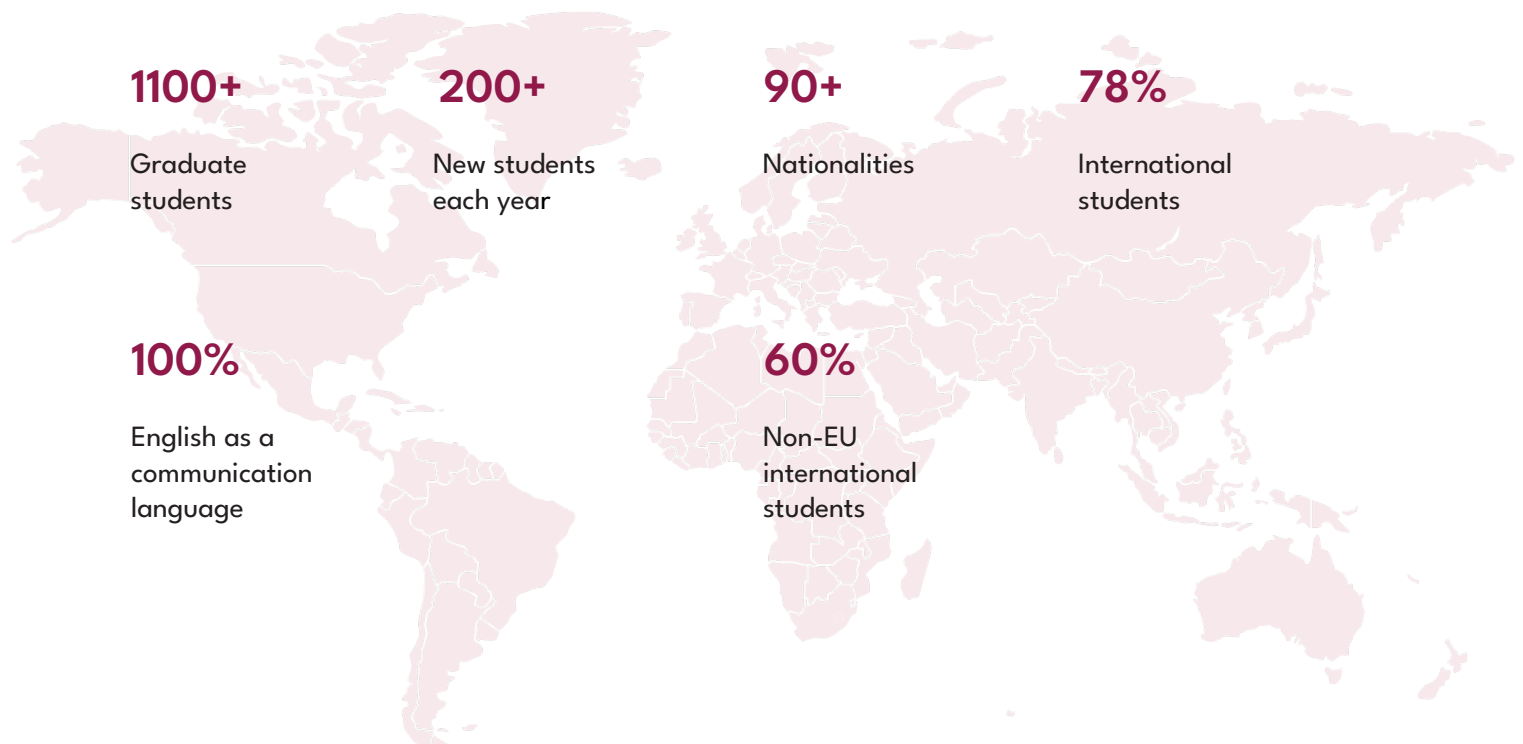 1100+
Graduate
students
200+
New students
each year
90+
Nationalities
78%
International
students
100%
English as a
communication
language
60%
Non-EU
international
students